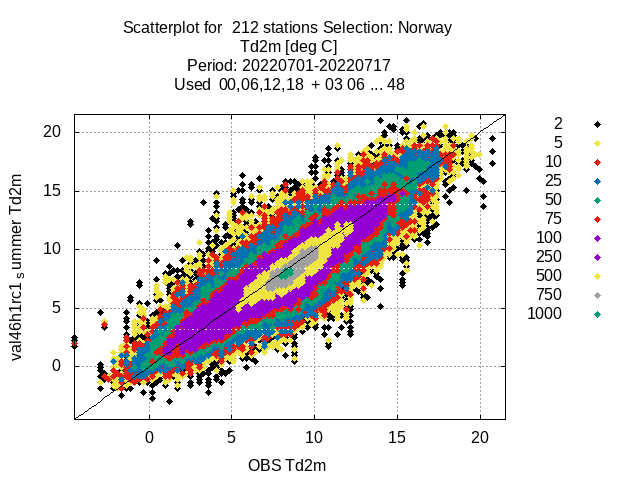 Scatterplot for 212 stations Selection: Norway
Td2m [deg C]
Period: 20220701-20220717
Used 00,06,12,18 + 03 06 ... 48
val46h1rc1 s ummer Td2m
20
15
10
5
0
0 5 10 15 20
OBS Td2m
2
5
10
25
50
75
100
250
500
750
1000